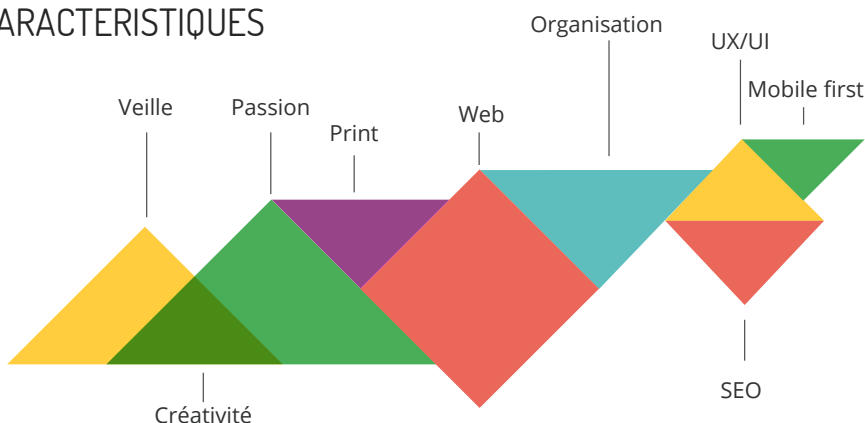 ARACTERISTIQUES
Organisation
UX/UI
Mobile first
Veille
Passion
Web
Print
SEO
Créativité